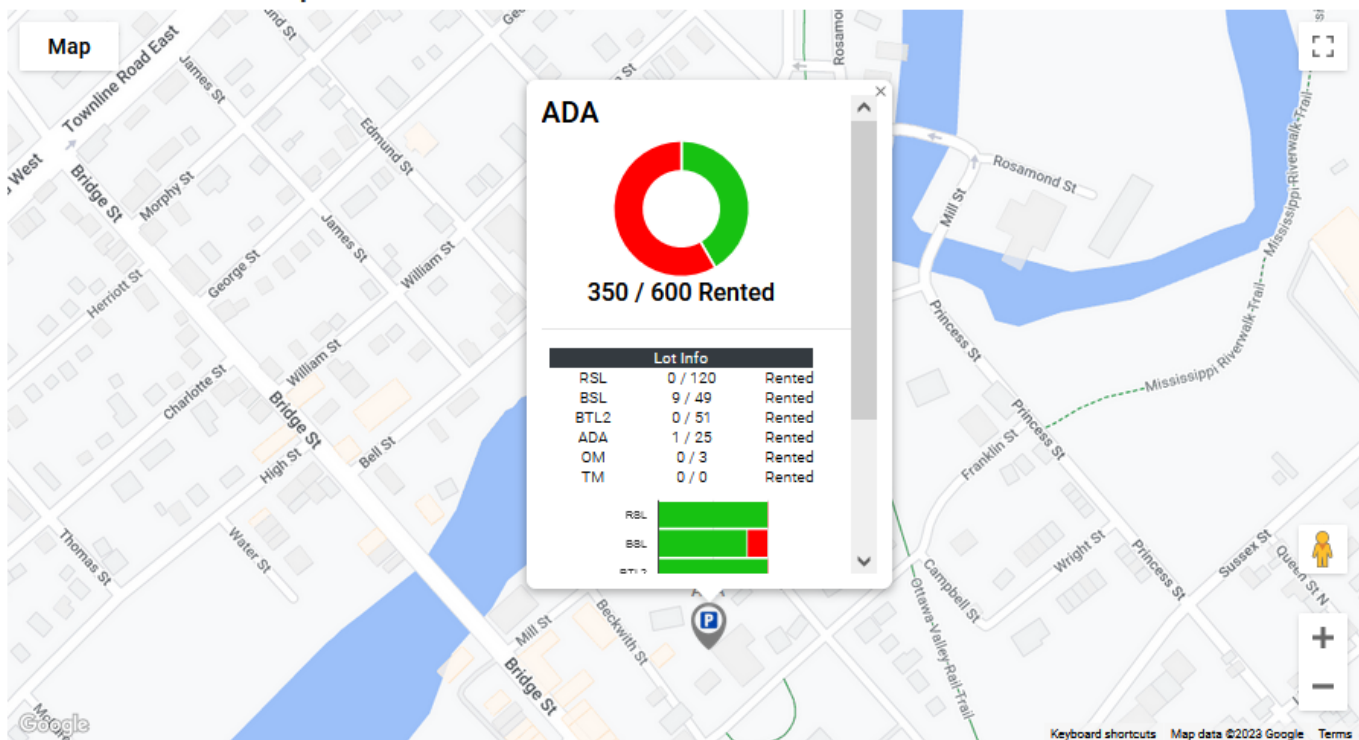 Map
Townline Road East
James St
Edmund St
West
Bridge St
Morphy St
James St
George St
William St
Herriott St
William St
Charlotte St
Bridge St
High St
Bell St
Thomas St
Water St
Mill St
Beckwith St
Bridge St
Google
ADA
350 / 600 Rented
Lot Info
RSL 0 / 120 Rented
BSL 9 / 49 Rented
BTL2 0 / 51 Rented
ADA 1 / 25 Rented
OM 0 / 3 Rented
TM 0 / 0 Rented
RSL
BSL
BTL2
P
Rosamond St
Mill St
Mississippi-Riverwalk-Trail
Princess St
Mississippi Riverwalk-Trail
Princess St
Franklin St
Wright St
Princess St
Sussex St
Queen St N
Campbell St
Ottawa-Valley-Rail-Trail
Keyboard shortcuts Map data ©2023 Google Terms